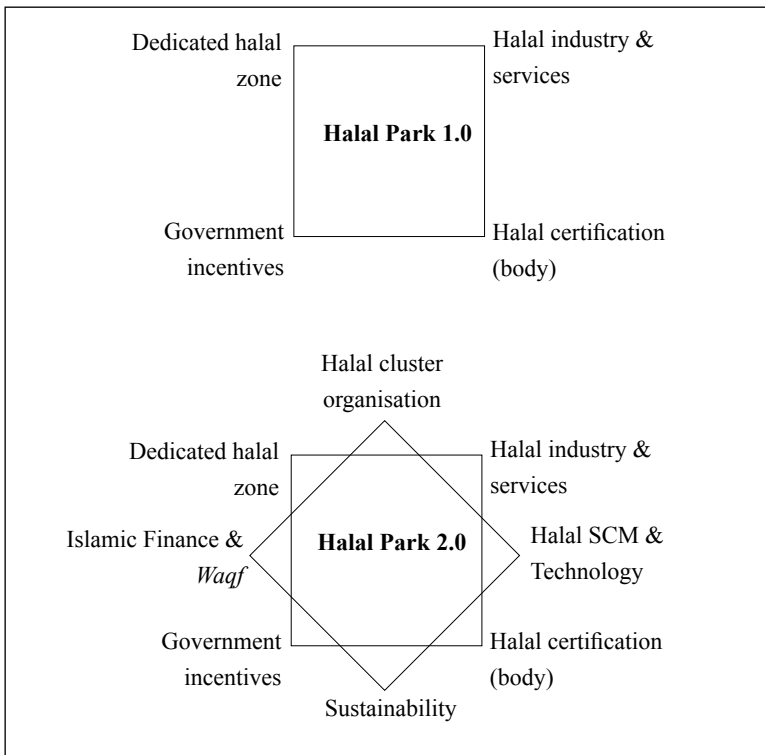 Dedicated halal
zone
Halal industry &
services
Halal Park 1.0
Government
incentives
Halal certification
(body)
Halal cluster
organisation
Dedicated halal
zone
Halal industry &
services
Islamic Finance &
Waqf
Halal Park 2.0
Halal SCM &
Technology
Government
incentives
Halal certification
(body)
Sustainability